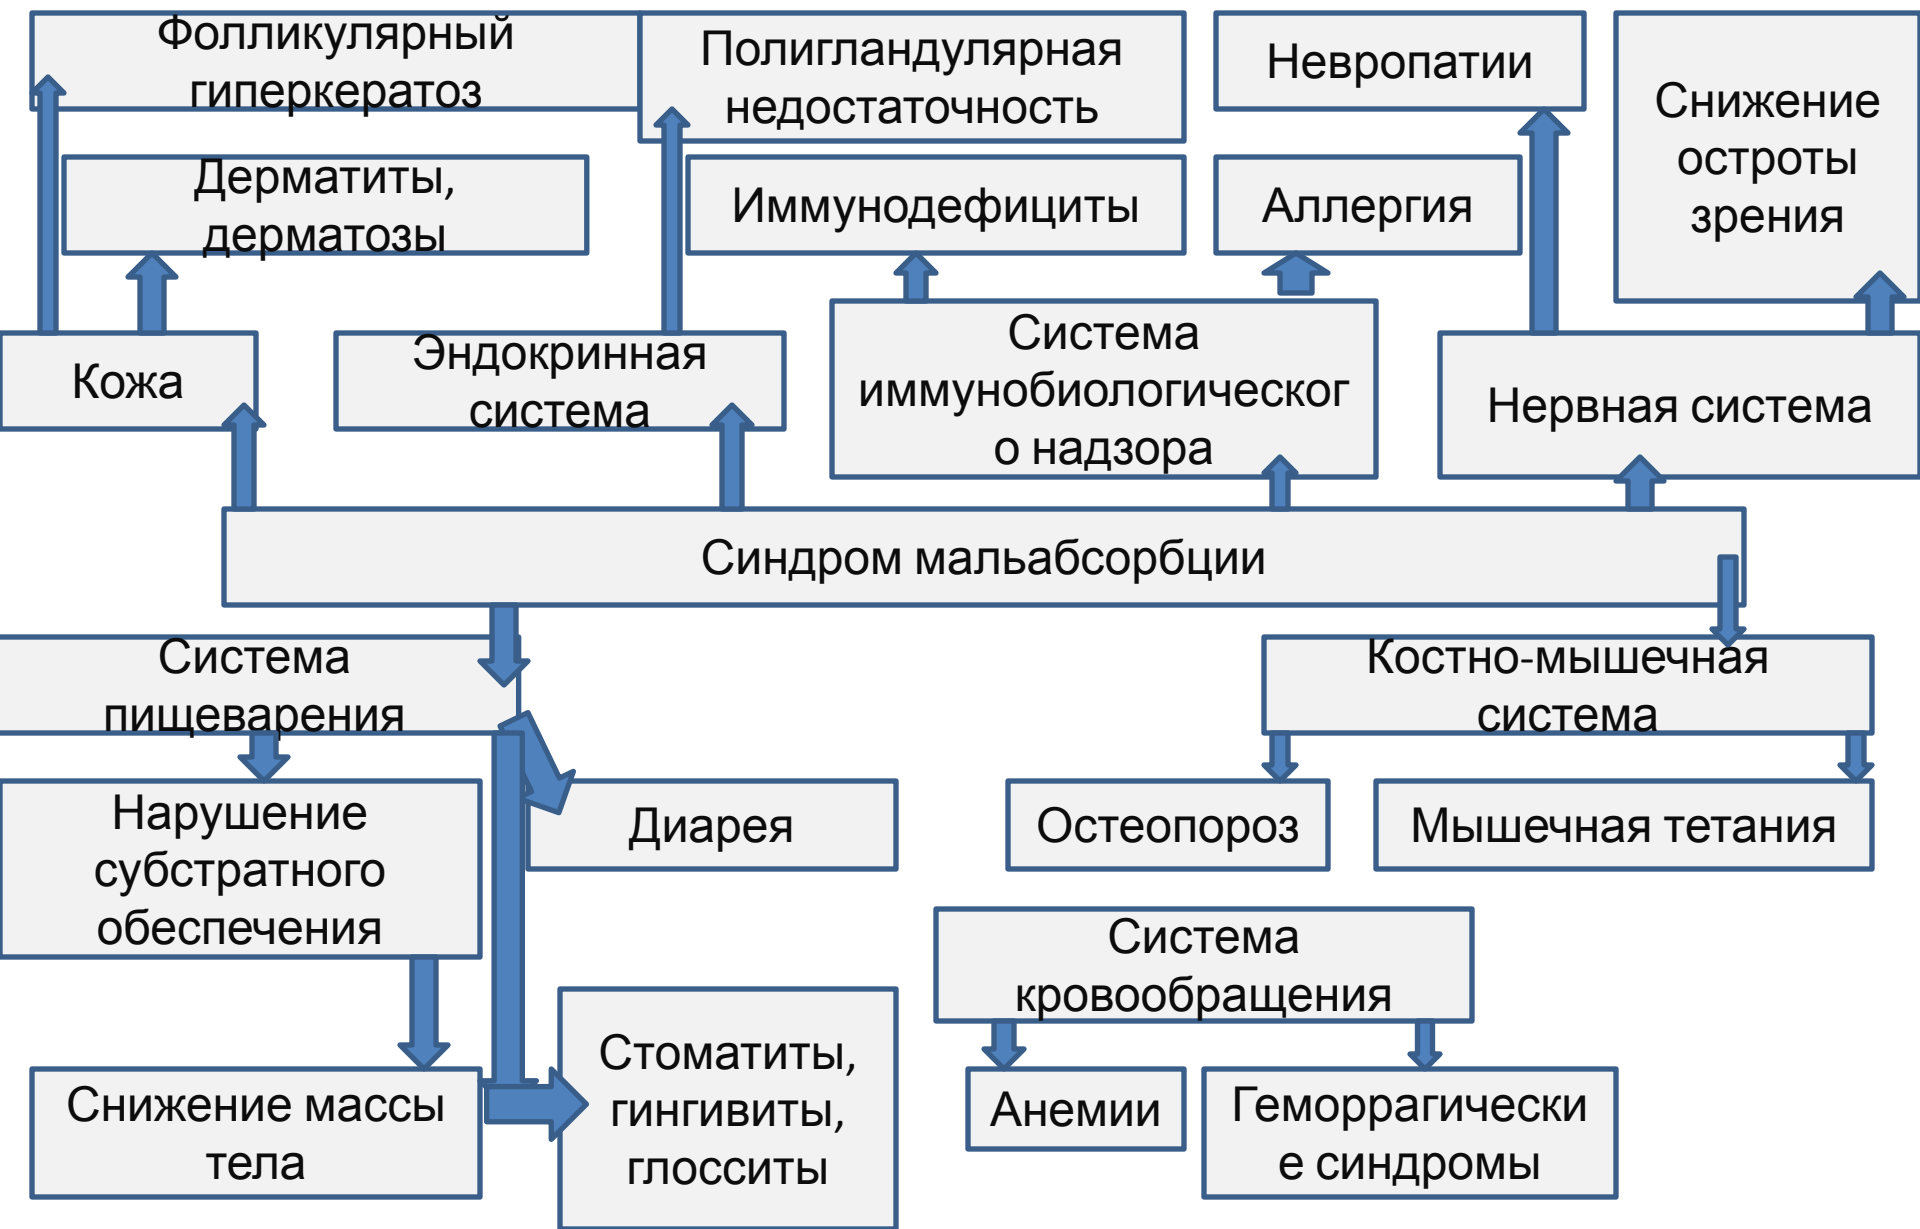 Фолликулярный
гиперкератоз
Полигландулярная
недостаточность
Невропатии
Снижение
остроты
зрения
Дерматиты,
дерматозы
Иммунодефициты
Аллергия
Кожа
Эндокринная
система
Система
иммунобиологическог
о надзора
Нервная система
Синдром мальабсорбции
Система
пищеварения
Костно-мышечная
система
Нарушение
субстратного
обеспечения
Диарея
Остеопороз
Мышечная тетания
Система
кровообращения
Снижение массы
тела
Стоматиты,
гингивиты,
глосситы
Анемии
Геморрагически
е синдромы